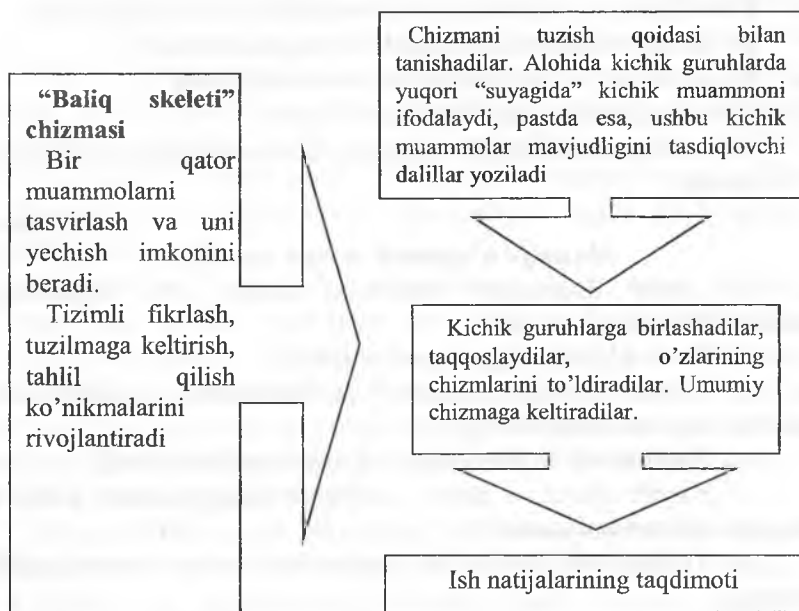 “Baliq skeleti”
chizmasi
Bir qator
muammolarni
tasvirlash va uni
yechish imkonini
beradi.
Tizimli fikrlash,
tuzilmaga keltirish,
tahlil qilish
ko’nikmalarini
rivojlantiradi
Chizmani tuzish qoidasi bilan
tanishadilar. Alohida kichik guruhlarda
yuqori “suyagida” kichik muammoni
ifodalaydi, pastda esa, ushbu kichik
muammolar mavjudligini tasdiqlovchi
dalillar yoziladi
Kichik guruhlarga birlashadilar,
taqqoslaydilar, o’zlarining
chizmlarini to’ldiradilar. Umumiy
chizmaga keltiradilar.
Ish natijalarining taqdimoti